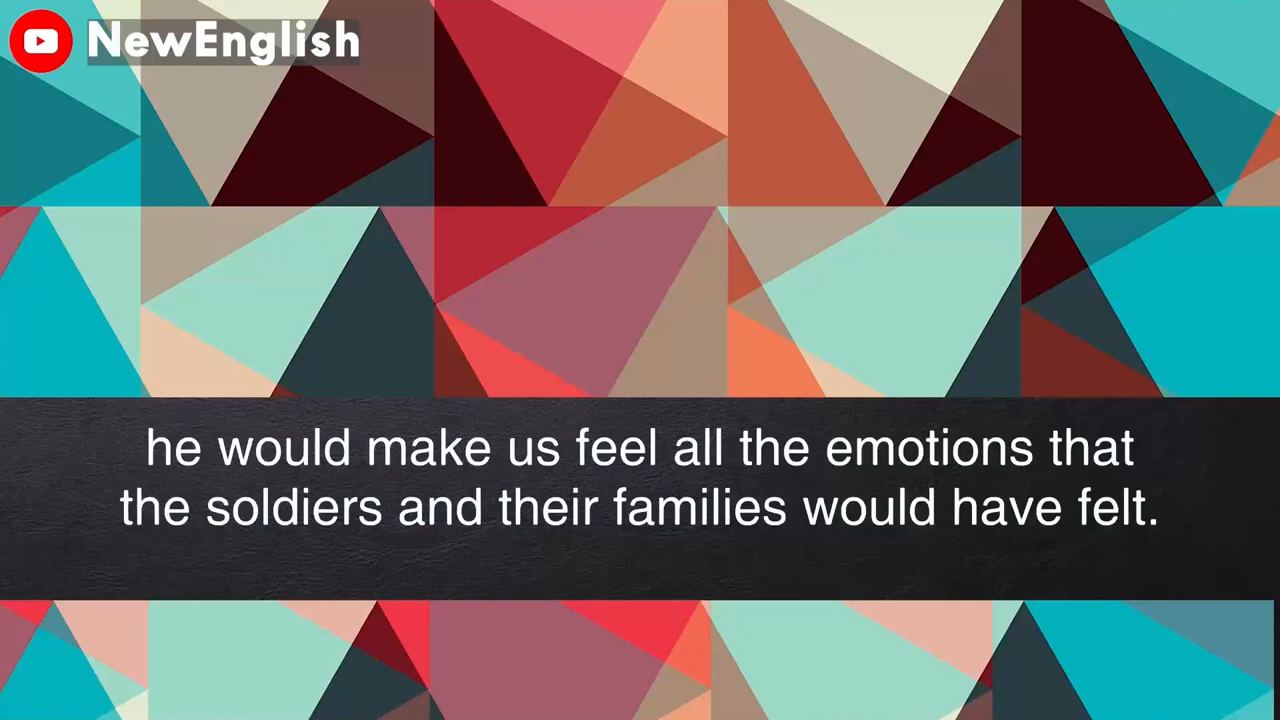 NewEnglish
he would make us feel all the emotions that
the soldiers and their families would have felt.